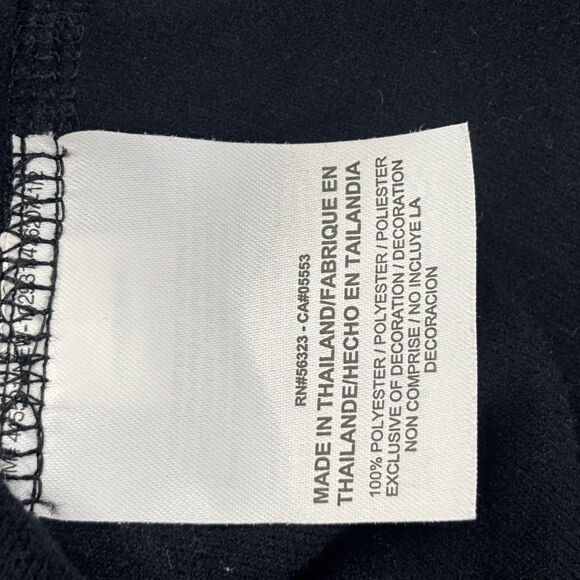 RN#56323 - CA#05553
MADE IN THAILAND/FABRIQUE EN
THAILANDE/HECHO EN TAILANDIA
100% POLYESTER / POLYESTER / POLIESTER
EXCLUSIVE OF DECORATION / DECORATION
NON COMPRISE / NO INCLUYE LA
DECORACION